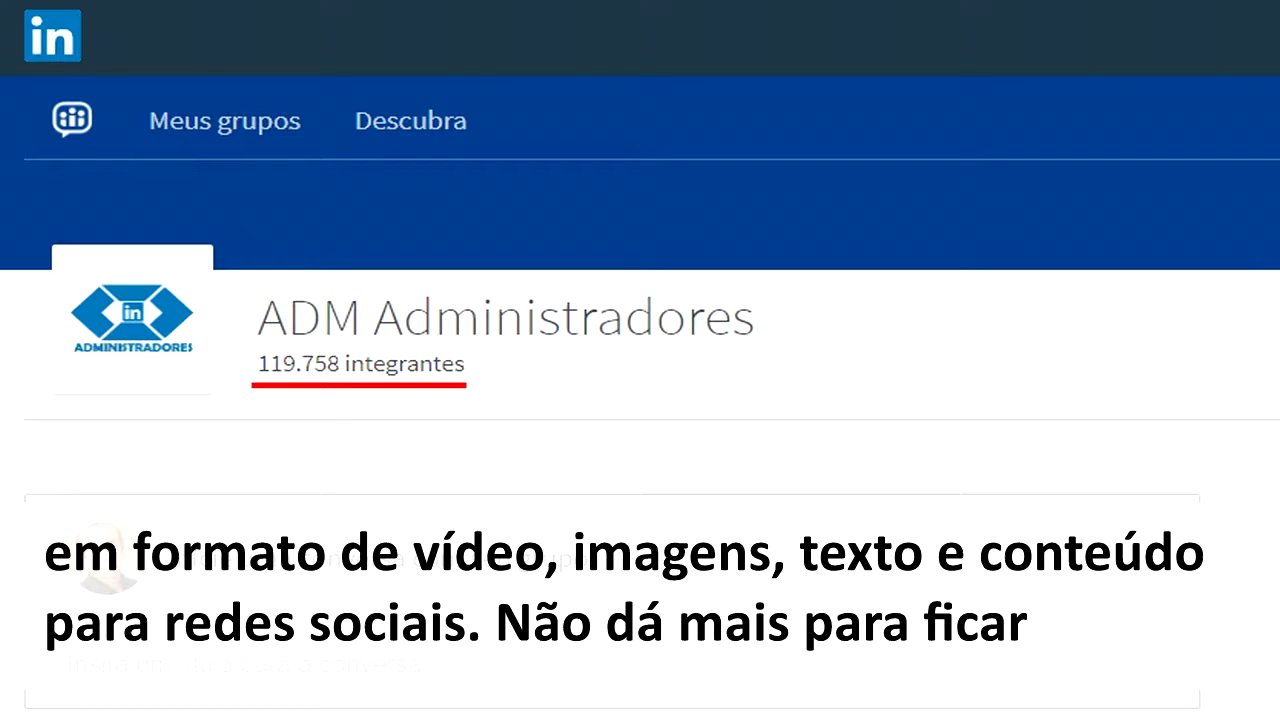 in
Meus grupos
Descubra
in
ADMINISTRADORES
ADM Administradores
119.758 integrantes
em formato de vídeo, imagens, texto e conteúdo
para redes sociais. Não dá mais para ficar